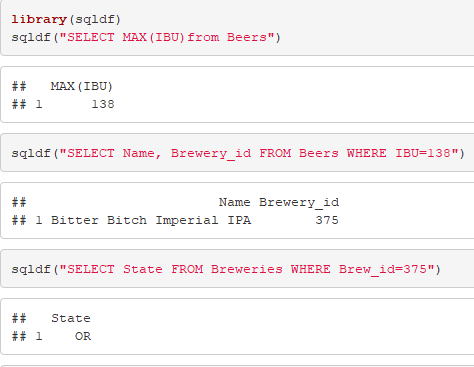 library(sqldf)
sqldf("SELECT MAX(IBU)from Beers")
##   MAX(IBU)
## 1      138
sqldf("SELECT Name, Brewery_id FROM Beers WHERE IBU=138")
##                        Name Brewery_id
## 1 Bitter Bitch Imperial IPA        375
sqldf("SELECT State FROM Breweries WHERE Brew_id=375")
##   State
## 1    OR